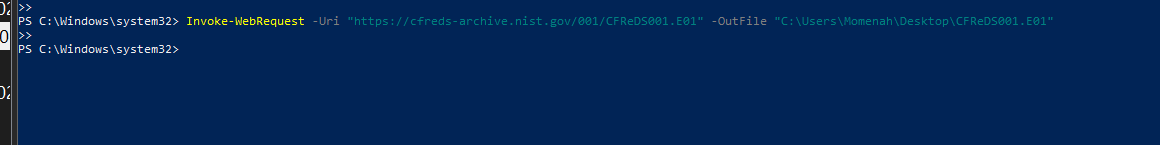 >>
PS C:\Windows\system32> Invoke-WebRequest -Uri "https://cfreds-archive.nist.gov/001/CFReDS001.E01" -OutFile "C:\Users\Momenah\Desktop\CFReDS001.E01"
>>
PS C:\Windows\system32>